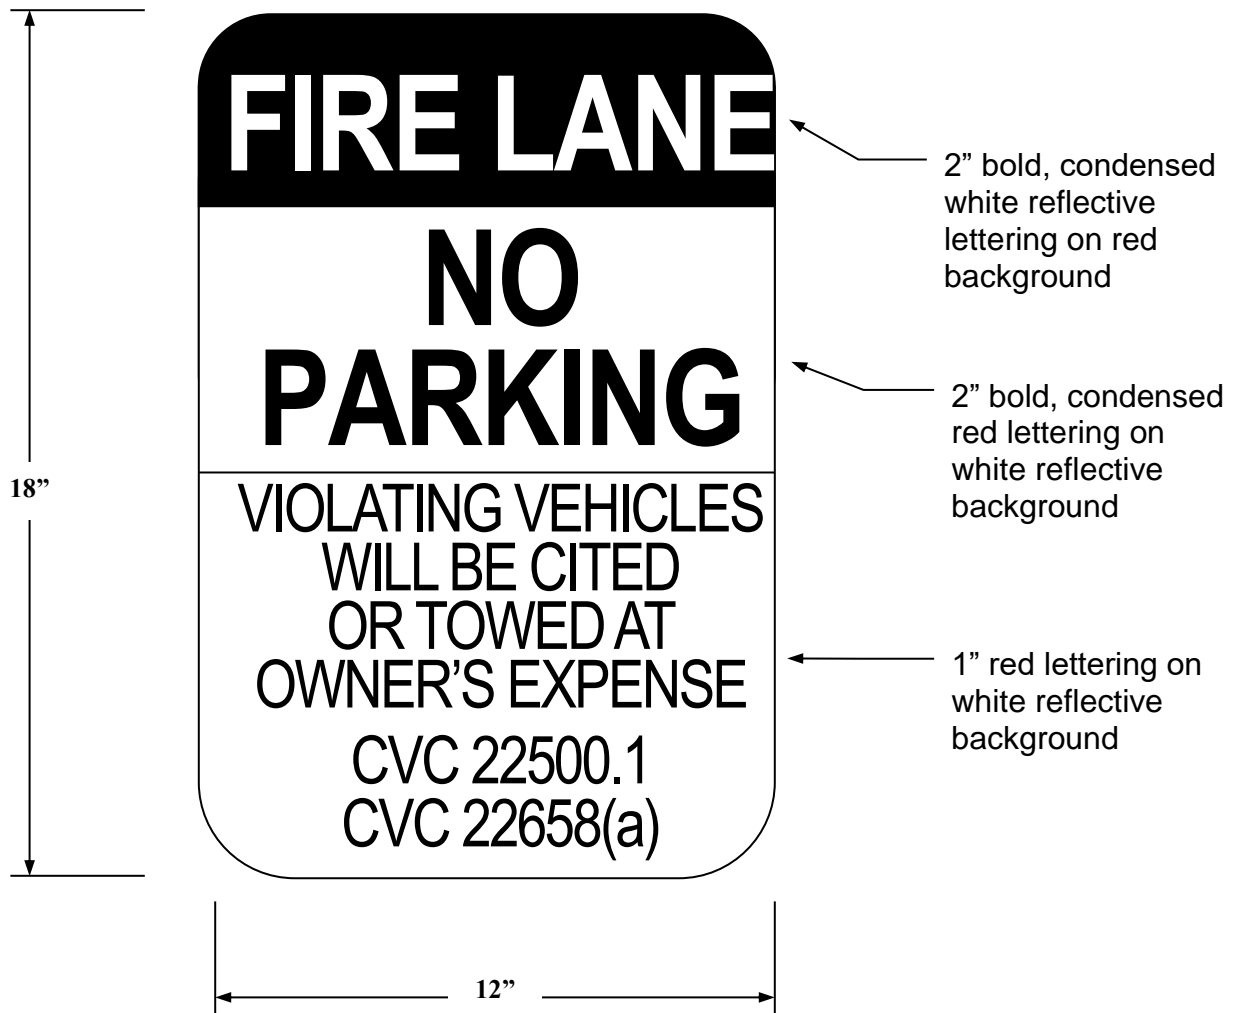 FIRE LANE
NO
PARKING
VIOLATING VEHICLES
WILL BE CITED
OR TOWED AT
OWNER’S EXPENSE
CVC 22500.1
CVC 22658(a)
2” bold, condensed
white reflective
lettering on red
background
2” bold, condensed
red lettering on
white reflective
background
1” red lettering on
white reflective
background
18”
12”